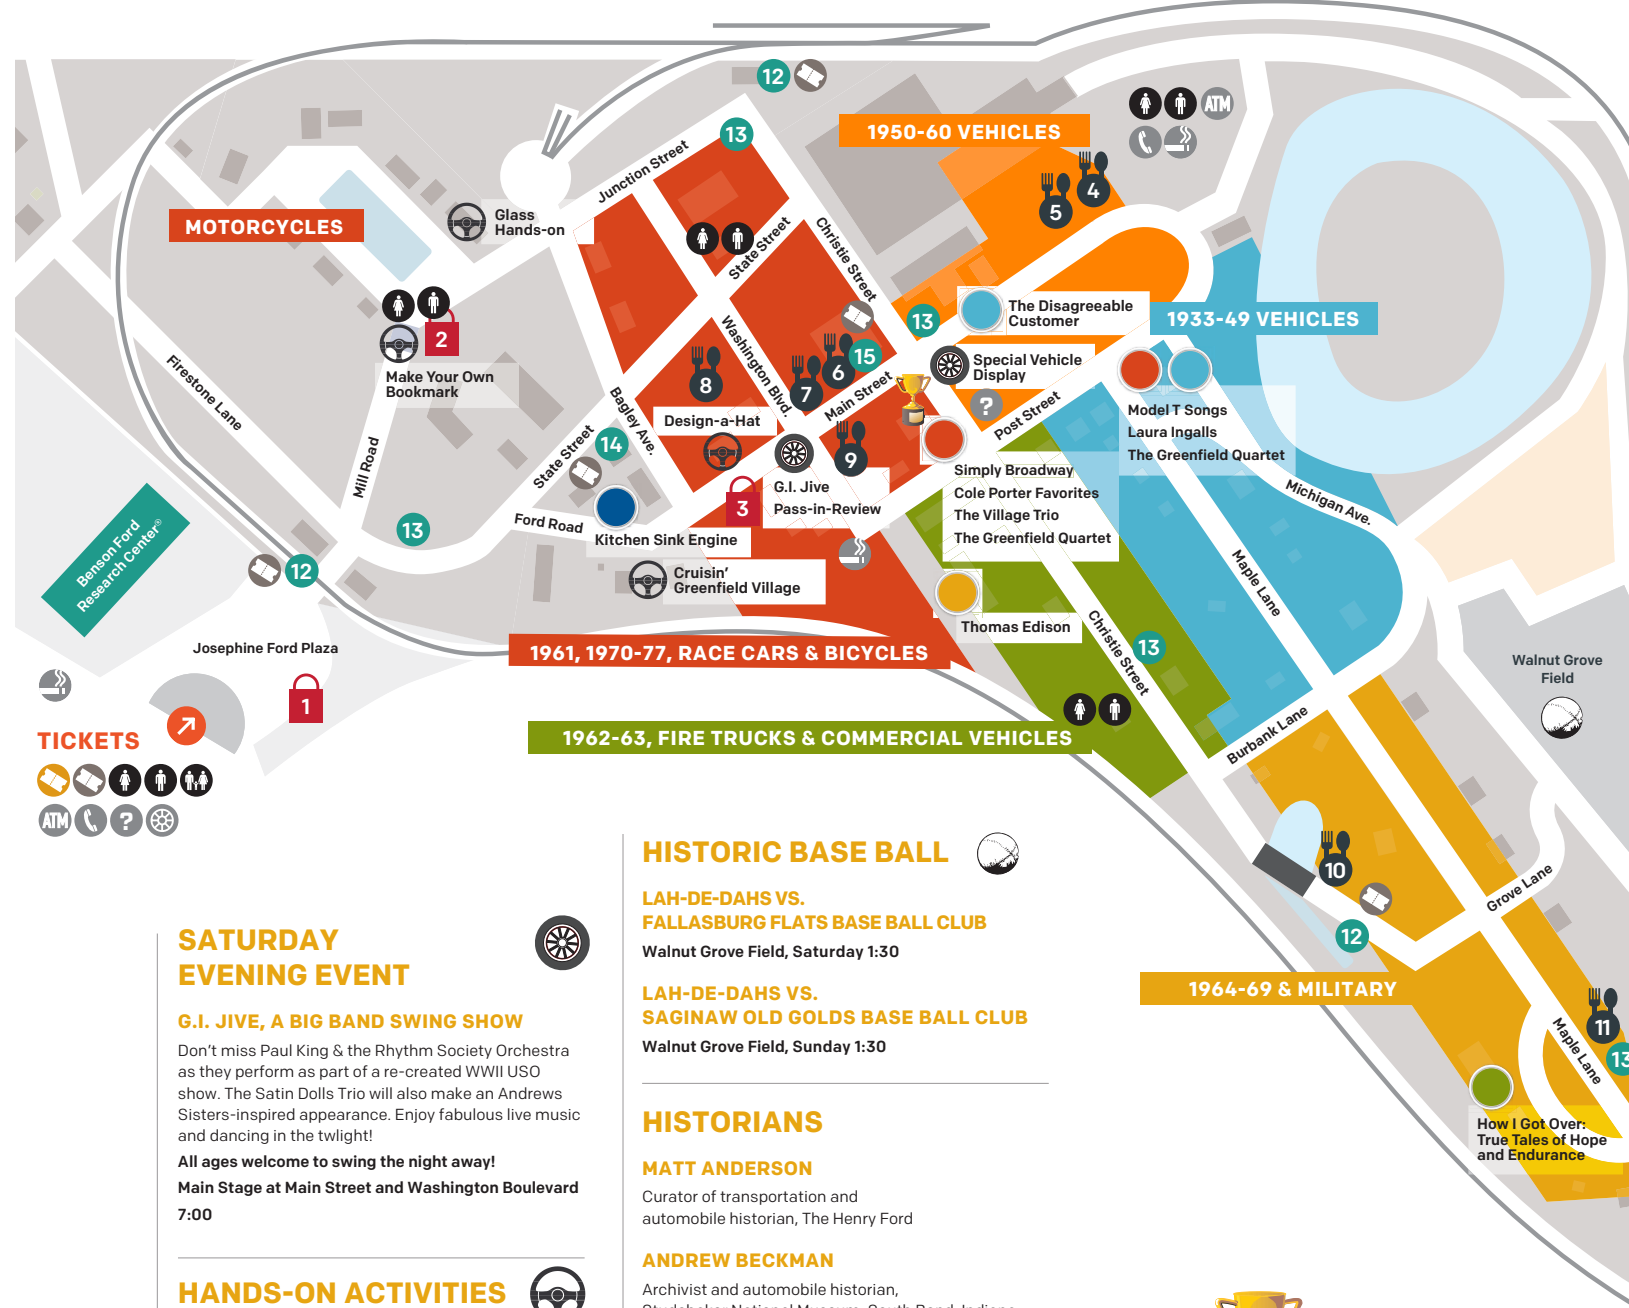 12
13
1950-60 VEHICLES
ATM
4
5
Junction Street
MOTORCYCLES
Glass
Hands-on
State Street
Christie Street
2
Make Your Own
Bookmark
Firestone Lane
Mill Road
13
The Disagreeable
Customer
1933-49 VEHICLES
Washington Blvd.
15
6
7
8
Main Street
Special Vehicle
Display
?
Post Street
Bagley Ave.
Design-a-Hat
9
Model T Songs
Laura Ingalls
The Greenfield Quartet
State Street
14
G.I. Jive
Pass-in-Review
3
Simply Broadway
Cole Porter Favorites
The Village Trio
The Greenfield Quartet
Michigan Ave.
Ford Road
Kitchen Sink Engine
13
Cruisin'
Greenfield Village
Benson Ford
Research Center®
12
Maple Lane
Thomas Edison
Christie Street
13
Josephine Ford Plaza
1961, 1970-77, RACE CARS & BICYCLES
1
Walnut Grove
Field
TICKETS
ATM
?
1962-63, FIRE TRUCKS & COMMERCIAL VEHICLES
Burbank Lane
10
Grove Lane
12
1964-69 & MILITARY
11
13
Maple Lane
How I Got Over:
True Tales of Hope
and Endurance
SATURDAY
EVENING EVENT
G.I. JIVE, A BIG BAND SWING SHOW
Don't miss Paul King & the Rhythm Society Orchestra
as they perform as part of a re-created WWII USO
show. The Satin Dolls Trio will also make an Andrews
Sisters-inspired appearance. Enjoy fabulous live music
and dancing in the twlight!
All ages welcome to swing the night away!
Main Stage at Main Street and Washington Boulevard
7:00
HANDS-ON ACTIVITIES
HISTORIC BASE BALL
LAH-DE-DAHS VS.
FALLASBURG FLATS BASE BALL CLUB
Walnut Grove Field, Saturday 1:30
LAH-DE-DAHS VS.
SAGINAW OLD GOLDS BASE BALL CLUB
Walnut Grove Field, Sunday 1:30
HISTORIANS
MATT ANDERSON
Curator of transportation and
automobile historian, The Henry Ford
ANDREW BECKMAN
Archivist and automobile historian,
Studebaker National Museum, South Bend, Indiana